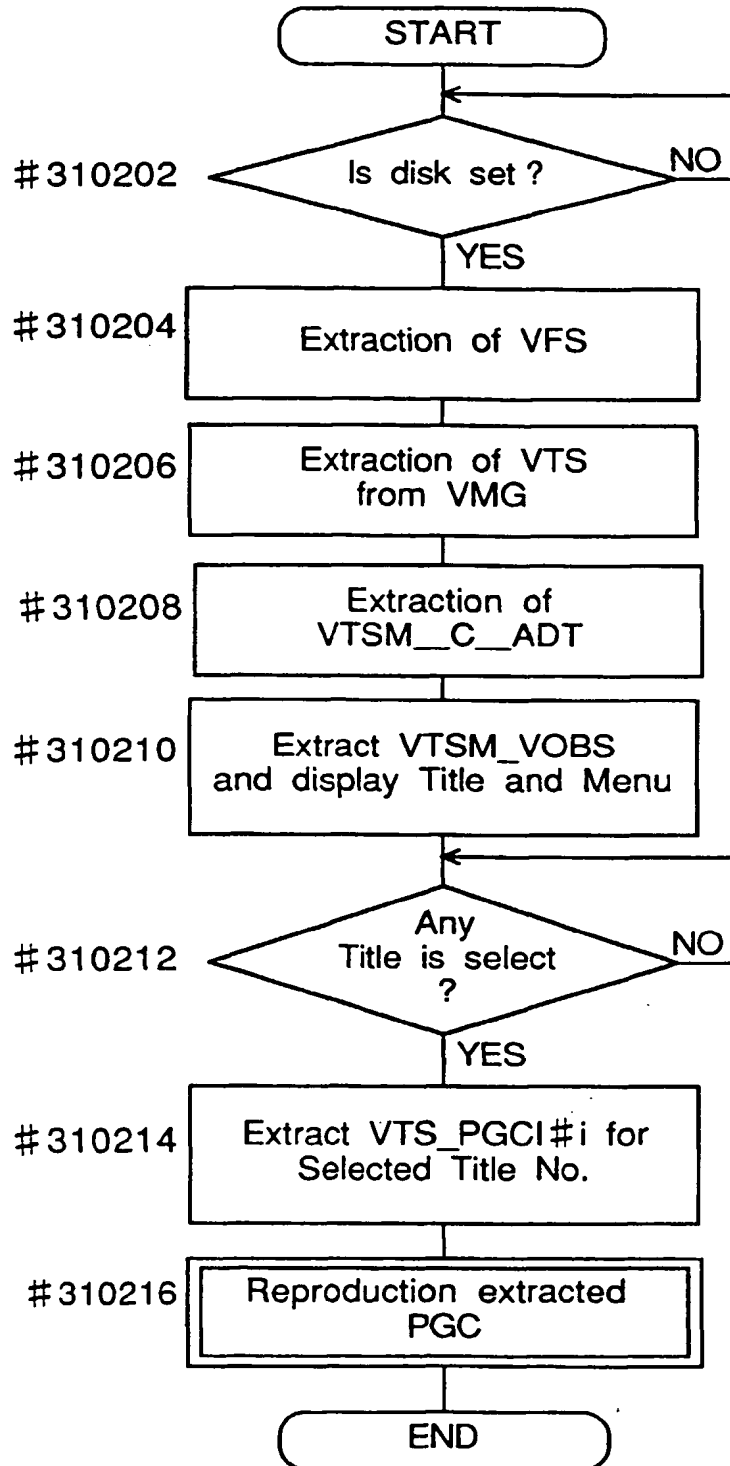 START
#310202
Is disk set ?
NO
YES
#310204
Extraction of VFS
#310206
Extraction of VTS
from VMG
#310208
Extraction of
VTSM__C__ADT
#310210
Extract VTSM_VOBS
and display Title and Menu
#310212
Any
Title is select
?
NO
YES
#310214
Extract VTS_PGCI#i for
Selected Title No.
#310216
Reproduction extracted
PGC
END